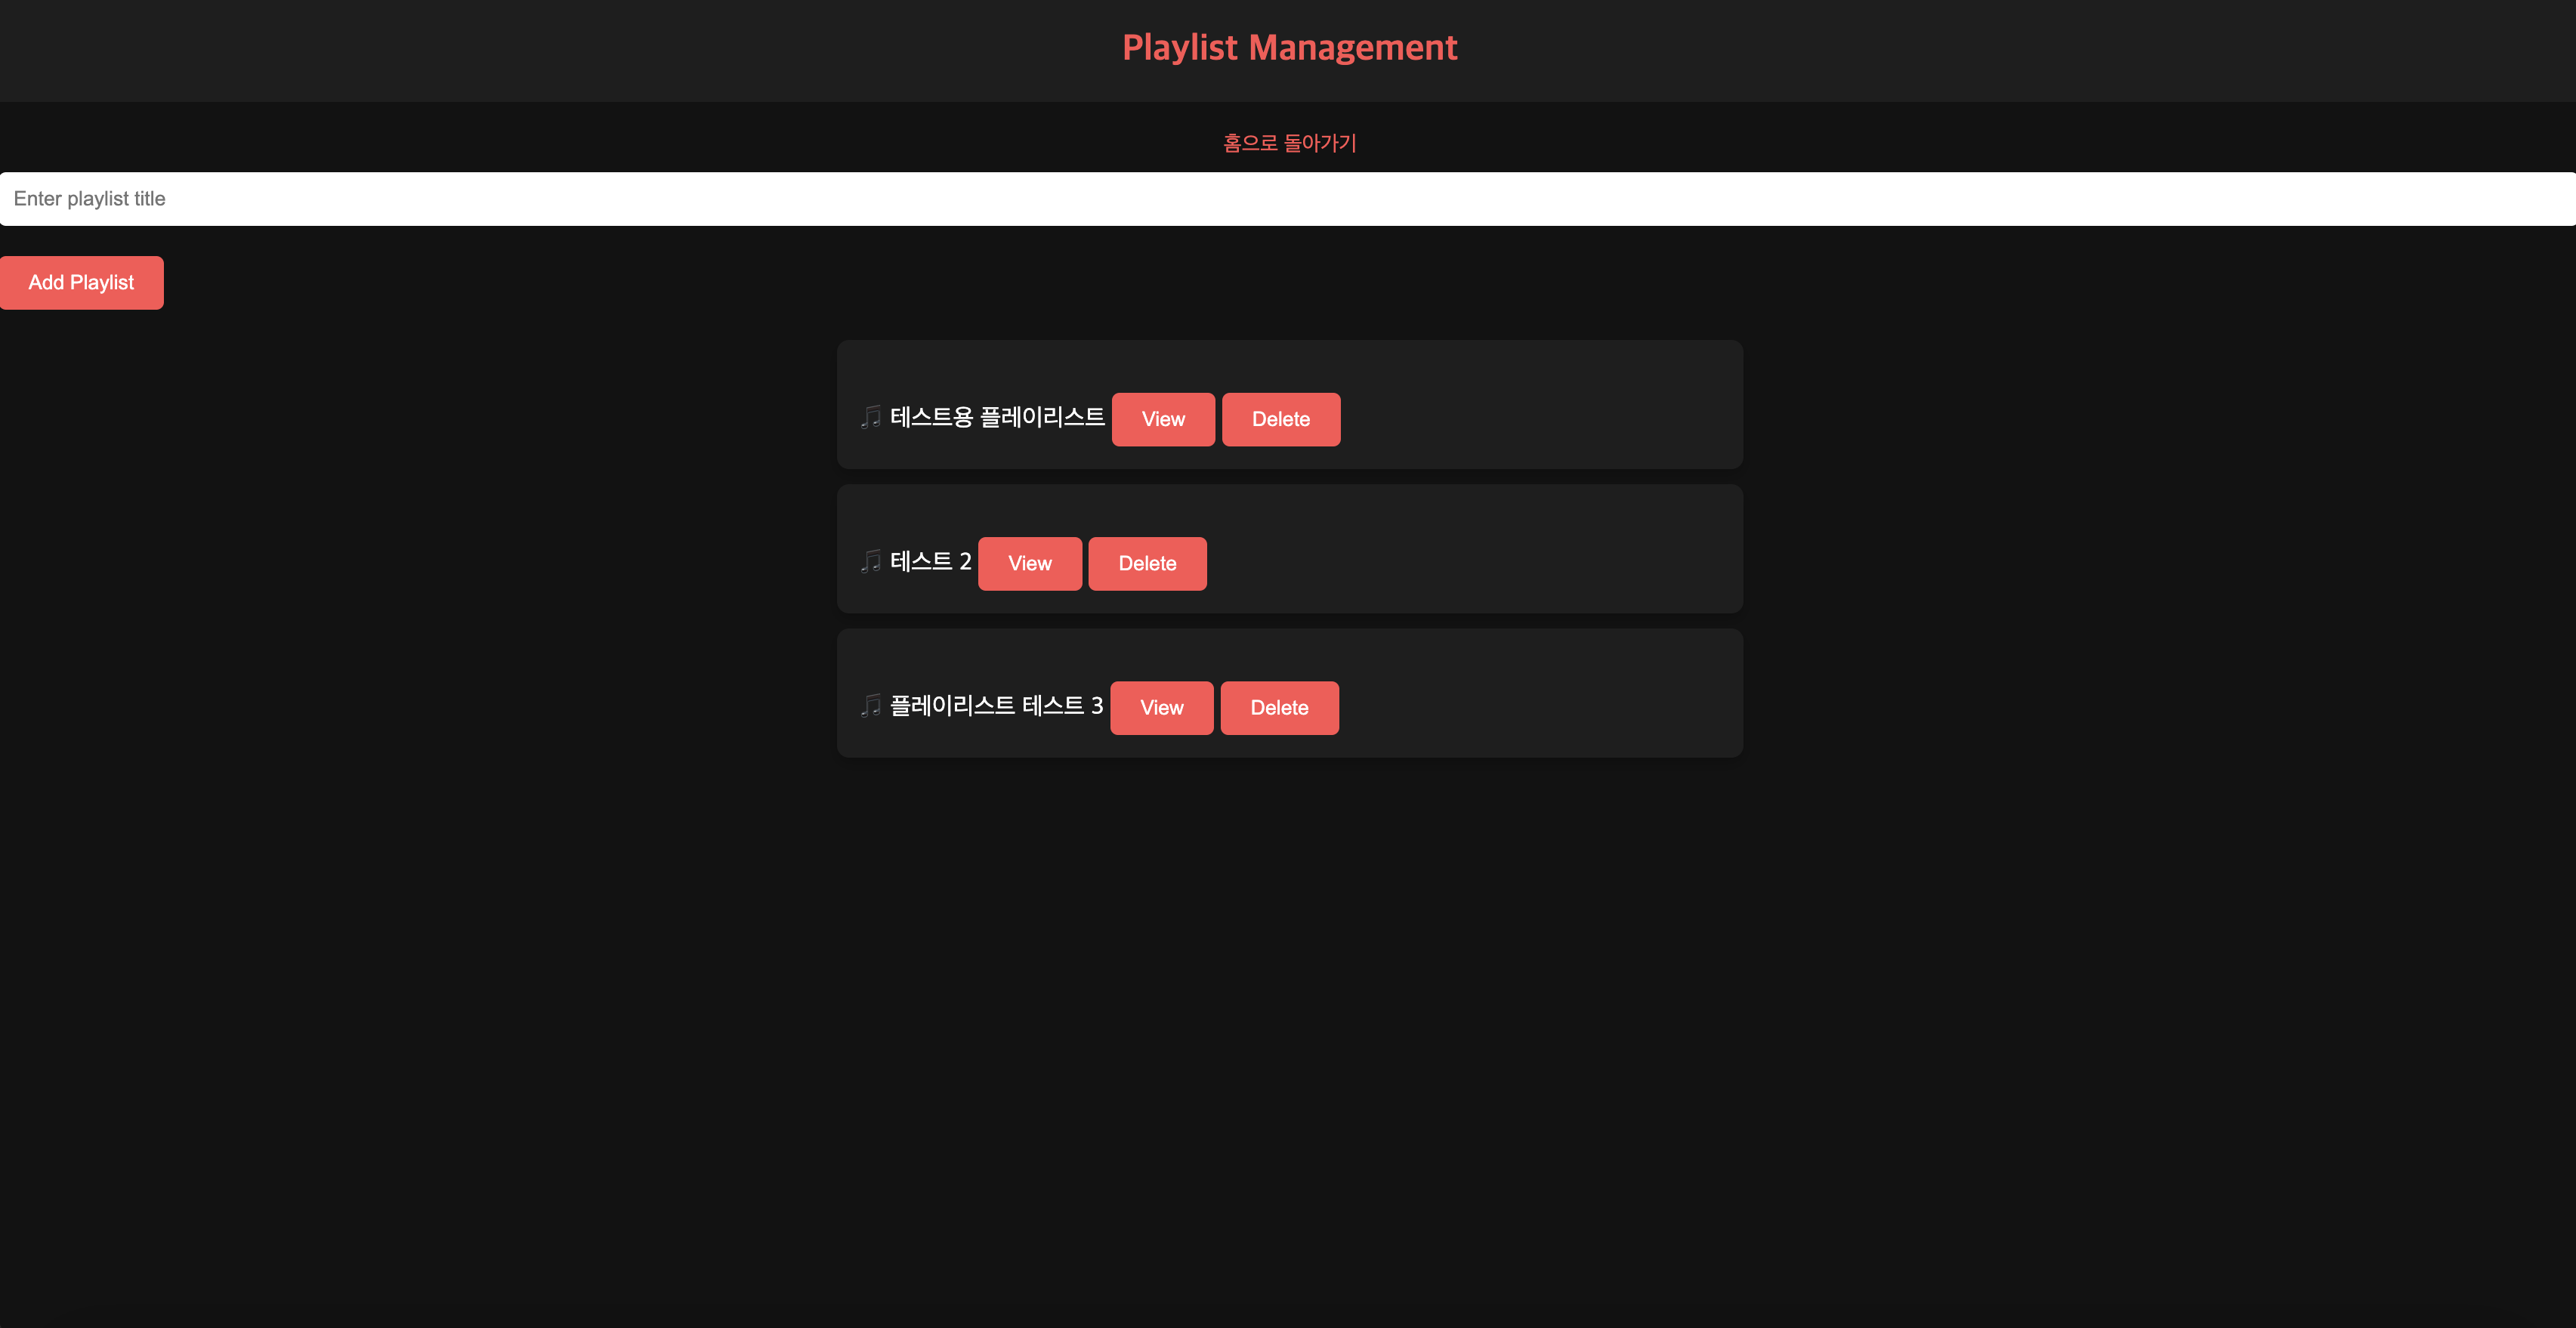 Playlist Management
홈으로 돌아가기
Enter playlist title
Add Playlist
🎵 테스트용 플레이리스트 View Delete
🎵 테스트 2 View Delete
🎵 플레이리스트 테스트 3 View Delete